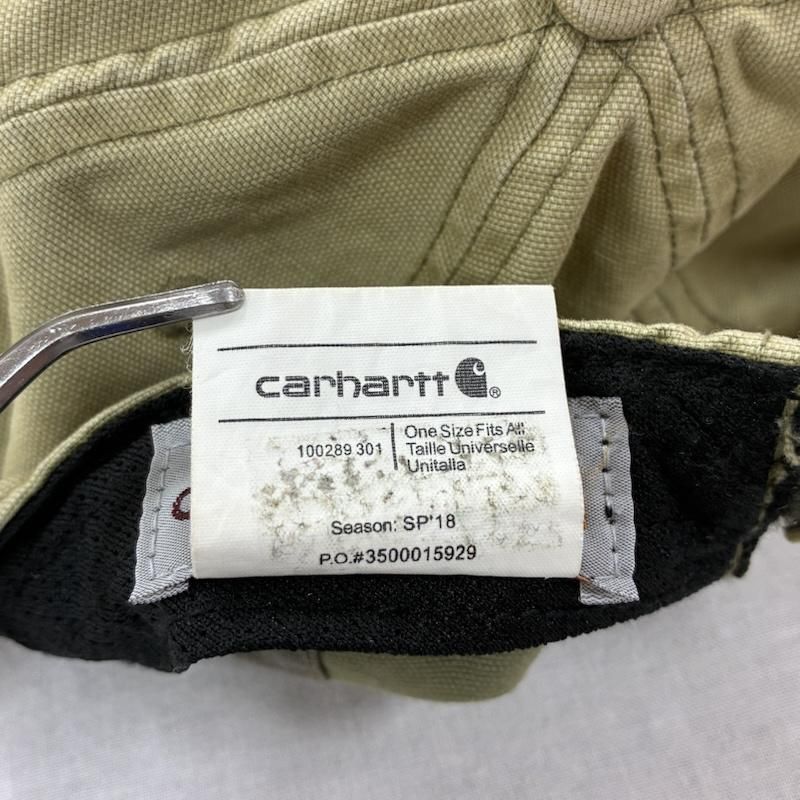 carhartt ®
100289 301
One Size Fits All
Taille Universelle
Unitalla
Season: SP'18
P.O.#3500015929